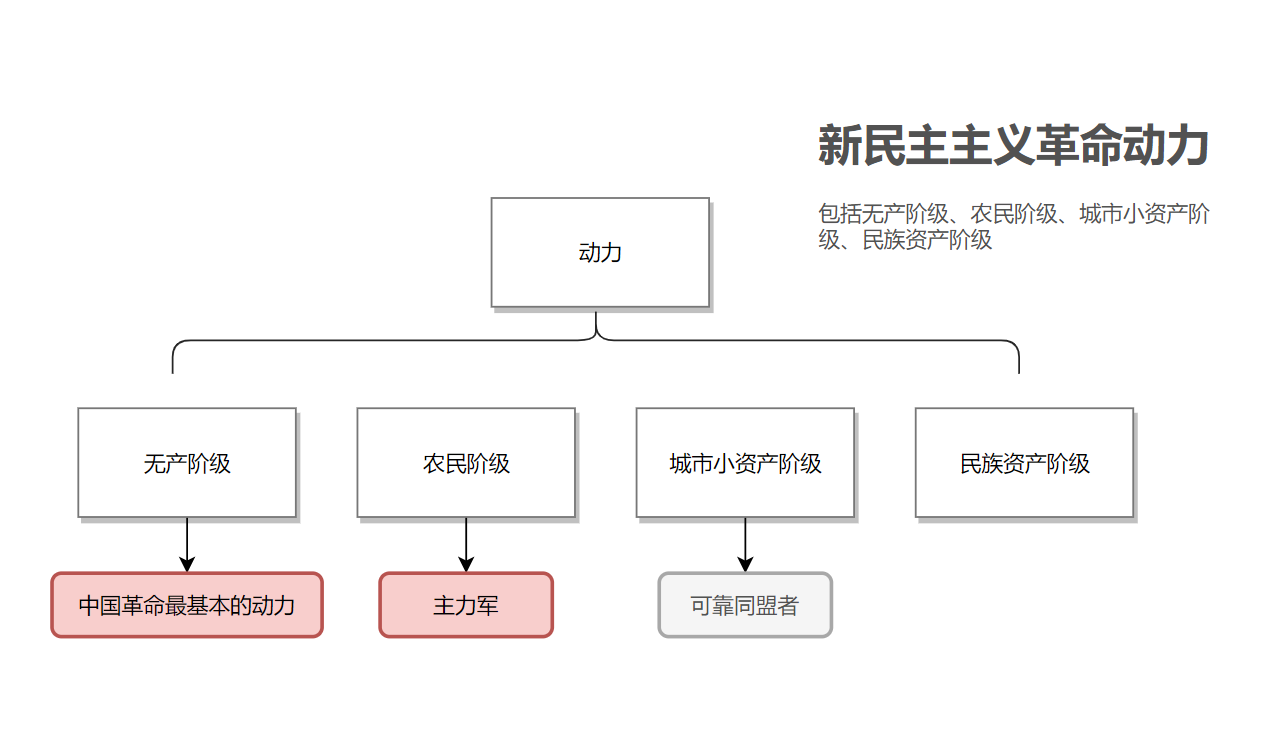 新民主主义革命动力
包括无产阶级、农民阶级、城市小资产阶
级、民族资产阶级
动力
无产阶级
农民阶级
城市小资产阶级
民族资产阶级
中国革命最基本的动力
主力军
可靠同盟者